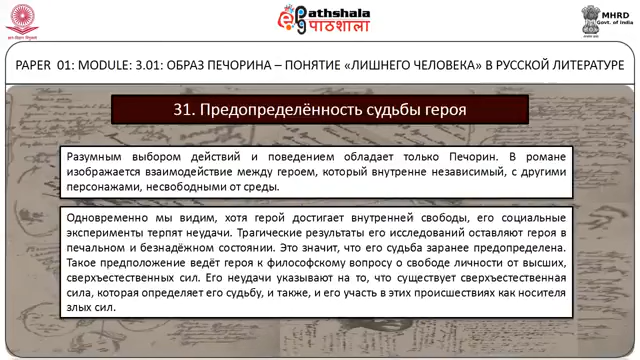 Pathshala
पाठशाला
MHRD
Govt. of India
PAPER 01: MODULE: 3.01: ОБРАЗ ПЕЧОРИНА – ПОНЯТИЕ «ЛИШНЕГО ЧЕЛОВЕКА» В РУССКОЙ ЛИТЕРАТУРЕ
31. Предопределённость судьбы героя
Разумным выбором действий и поведением обладает только Печорин. В романе
изображается взаимодействие между героем, который внутренне независимый, с другими
персонажами, несвободными от среды.
Одновременно мы видим, хотя герой достигает внутренней свободы, его социальные
эксперименты терпят неудачи. Трагические результаты его исследований оставляют героя в
печальном и безнадёжном состоянии. Это значит, что его судьба заранее предопределена.
Такое предположение ведёт героя к философскому вопросу о свободе личности от высших,
сверхъестественных сил. Его неудачи указывают на то, что существует сверхъестественная
сила, которая определяет его судьбу, и также, и его участь в этих происшествиях как носителя
злых сил.